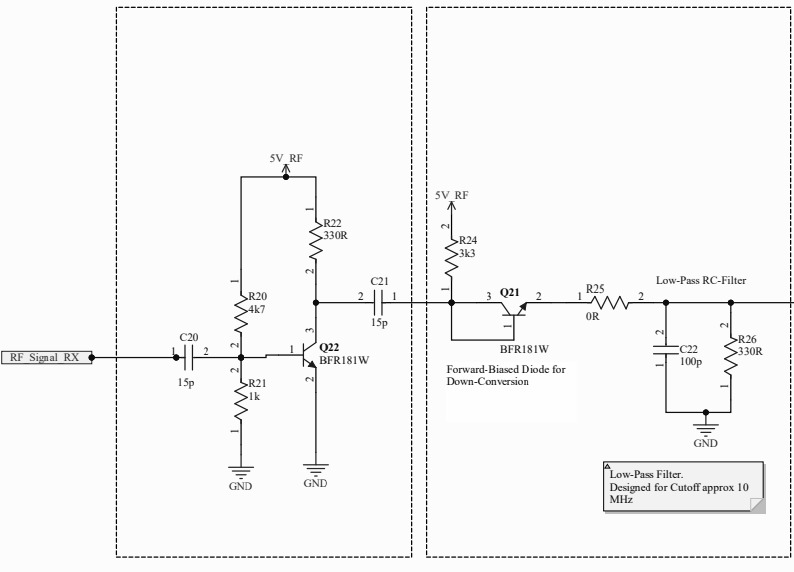 5V_RF
1
R22
330R
2
5V_RF
2
R24
3k3
1
1
R20
4k7
2
C21
2
1
15p
Q21
3
2
1
BFR181W
R25
1
2
0R
Low-Pass RC-Filter
RF_Signal_RX
C20
1
2
15p
3
1
Q22
BFR181W
2
2
R21
1k
1
2
C22
100p
1
2
R26
330R
1
Forward-Biased Diode for
Down-Conversion
GND
GND
GND
Low-Pass Filter.
Designed for Cutoff approx 10
MHz